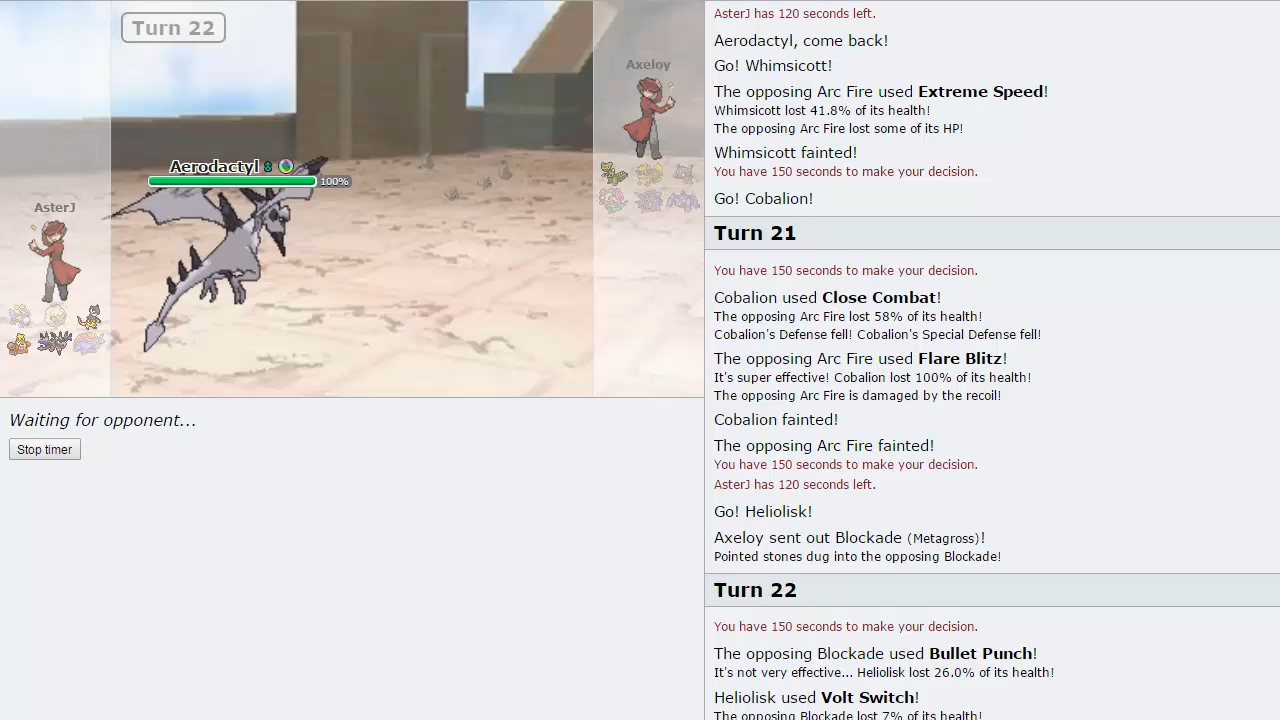 Turn 22
Axeloy
Aerodactyl
100%
AsterJ
Waiting for opponent...
Stop timer
AsterJ has 120 seconds left.
Aerodactyl, come back!
Go! Whimsicott!
The opposing Arc Fire used Extreme Speed!
Whimsicott lost 41.8% of its health!
The opposing Arc Fire lost some of its HP!
Whimsicott fainted!
You have 150 seconds to make your decision.
Go! Cobalion!
Turn 21
You have 150 seconds to make your decision.
Cobalion used Close Combat!
The opposing Arc Fire lost 58% of its health!
Cobalion's Defense fell! Cobalion's Special Defense fell!
The opposing Arc Fire used Flare Blitz!
It's super effective! Cobalion lost 100% of its health!
The opposing Arc Fire is damaged by the recoil!
Cobalion fainted!
The opposing Arc Fire fainted!
You have 150 seconds to make your decision.
AsterJ has 120 seconds left.
Go! Heliolisk!
Axeloy sent out Blockade (Metagross)!
Pointed stones dug into the opposing Blockade!
Turn 22
You have 150 seconds to make your decision.
The opposing Blockade used Bullet Punch!
It's not very effective... Heliolisk lost 26.0% of its health!
Heliolisk used Volt Switch!
The opposing Blockade lost 7% of its health!